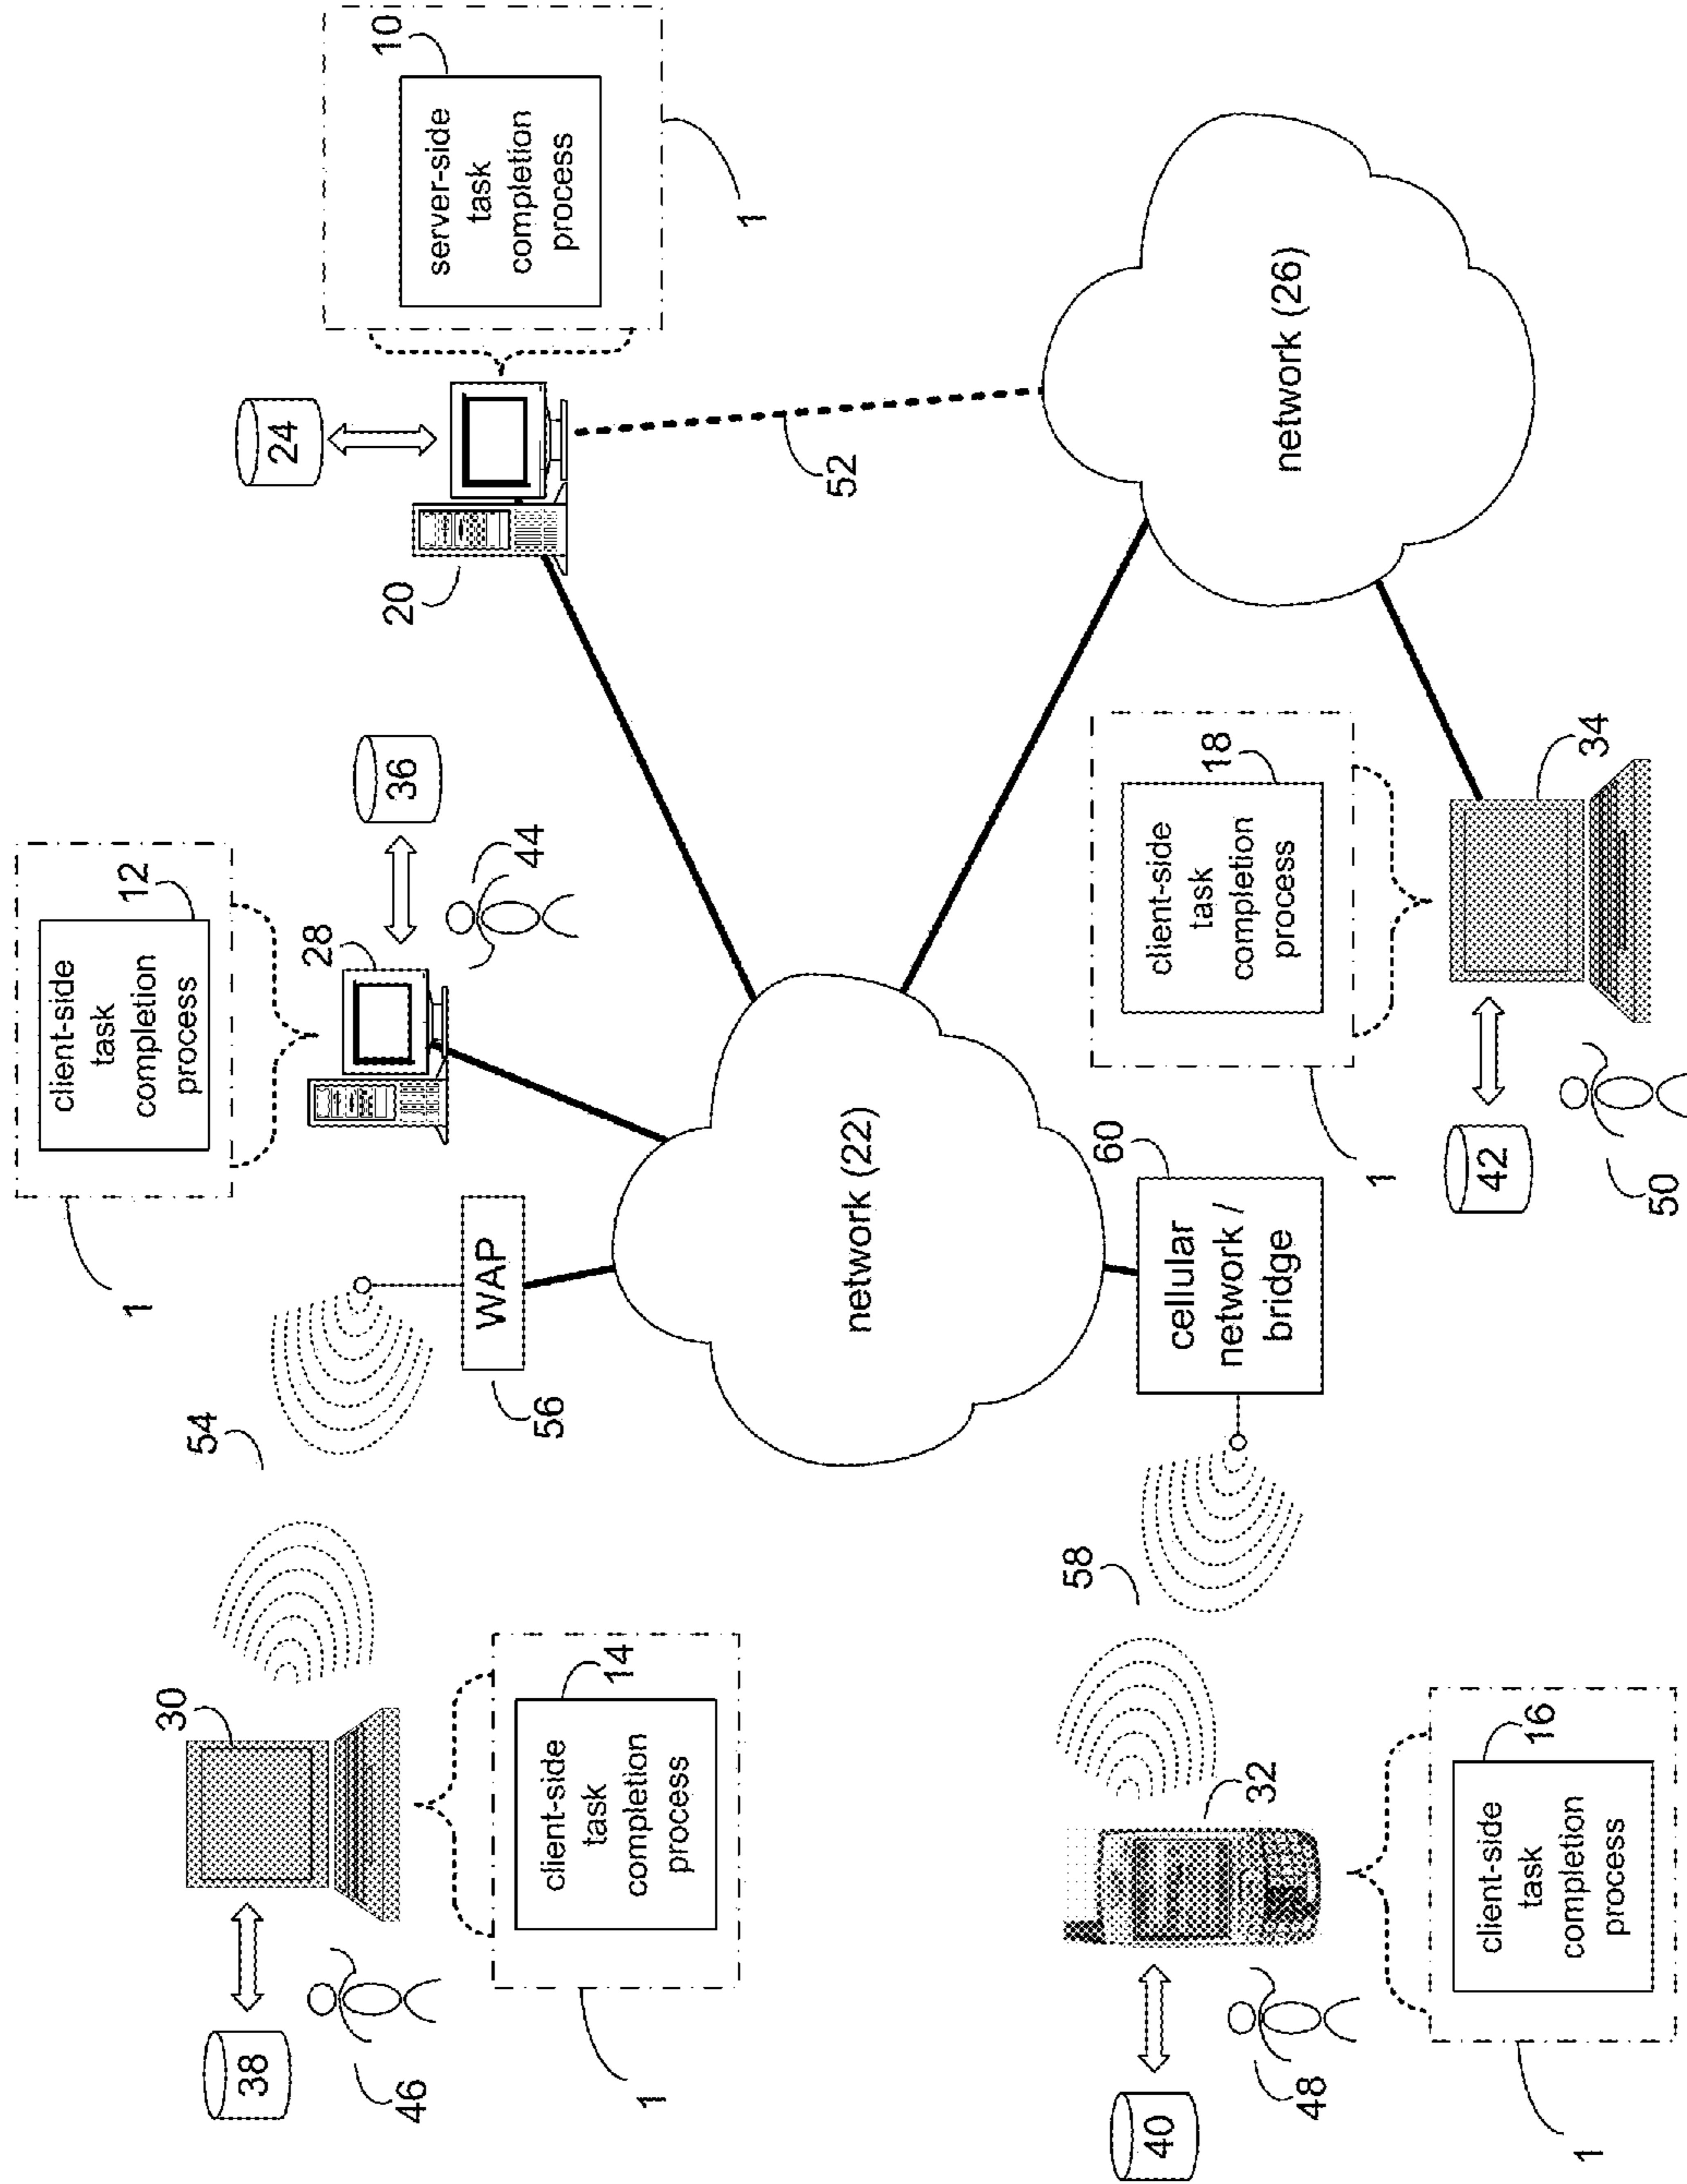 38
46
30
client-side
task
completion
process
14
1
54
WAP
56
client-side
task
completion
process
12
1
28
36
44
24
20
server-side
task
completion
process
10
1
52
network (22)
network (26)
40
48
32
client-side
task
completion
process
16
1
58
cellular
network /
bridge
60
client-side
task
completion
process
18
1
42
50
34